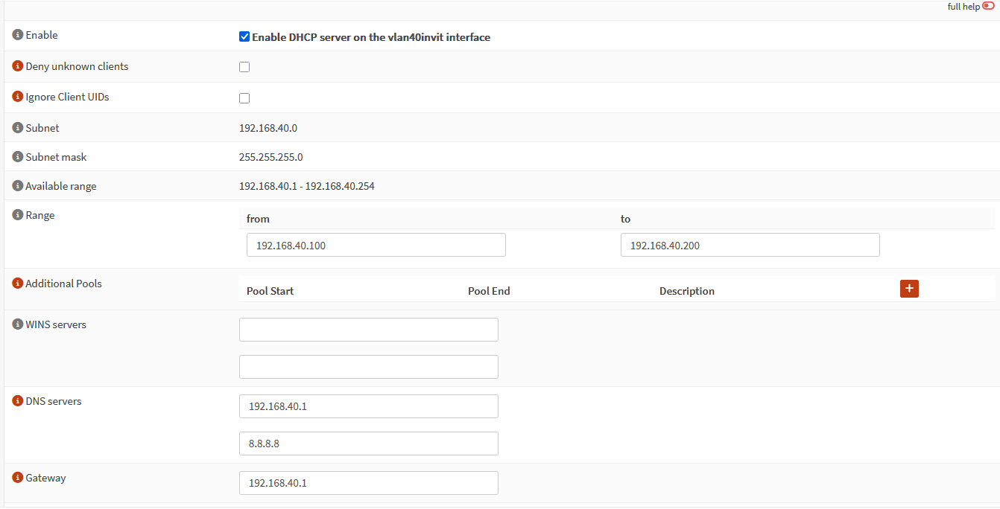 full help
Enable
Enable DHCP server on the vlan40invit interface
Deny unknown clients
Ignore Client UIDs
Subnet
192.168.40.0
Subnet mask
255.255.255.0
Available range
192.168.40.1 - 192.168.40.254
Range
from to
192.168.40.100 192.168.40.200
Additional Pools
Pool Start Pool End Description
WINS servers
DNS servers
192.168.40.1
8.8.8.8
Gateway
192.168.40.1